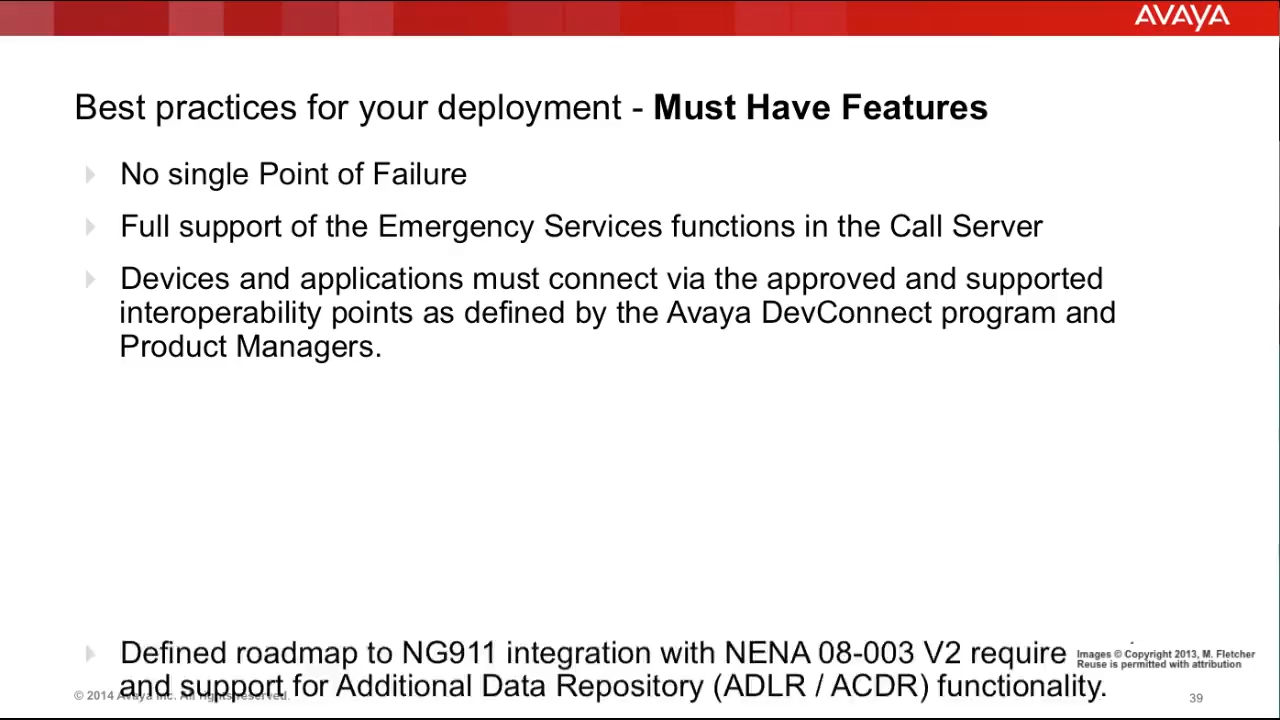 AVAYA
Best practices for your deployment - Must Have Features
No single Point of Failure
Full support of the Emergency Services functions in the Call Server
Devices and applications must connect via the approved and supported
interoperability points as defined by the Avaya DevConnect program and
Product Managers.
Defined roadmap to NG911 integration with NENA 08-003 V2 require
and support for Additional Data Repository (ADLR / ACDR) functionality.
Images © Copyright 2013, M. Fletcher
Reuse is permitted with attribution
© 2014 Avaya Inc. All rights reserved.
39